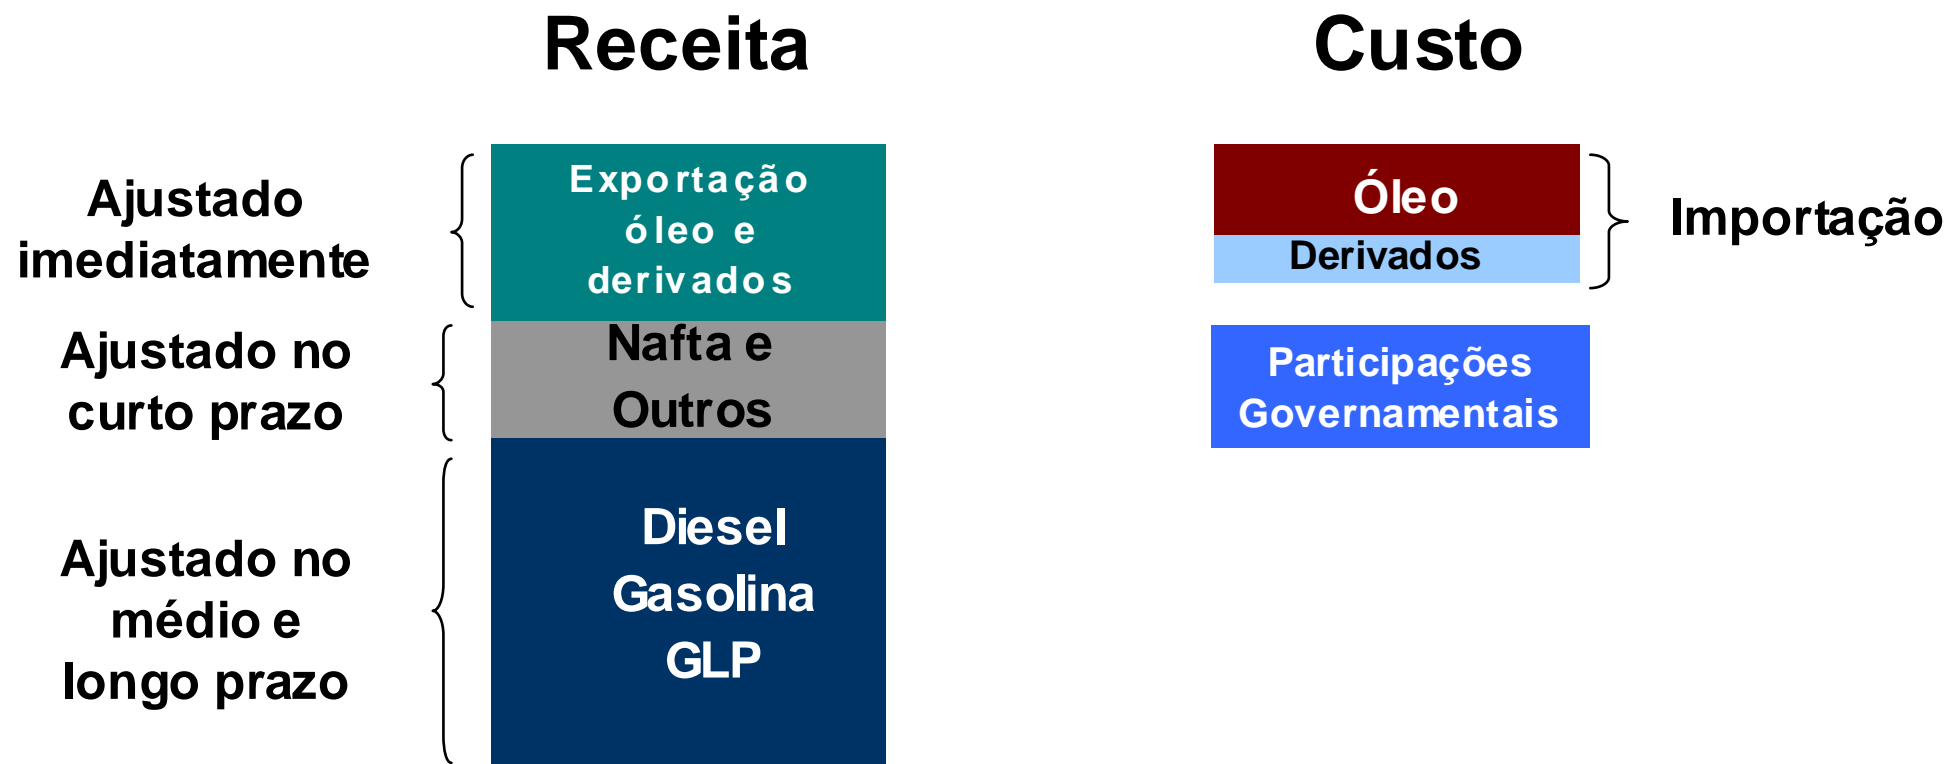 Receita
Custo
Ajustado
imediatamente
Exportação
óleo e
derivados
Óleo
Derivados
Importação
Ajustado no
curto prazo
Nafta e
Outros
Participações
Governamentais
Ajustado no
médio e
longo prazo
Diesel
Gasolina
GLP